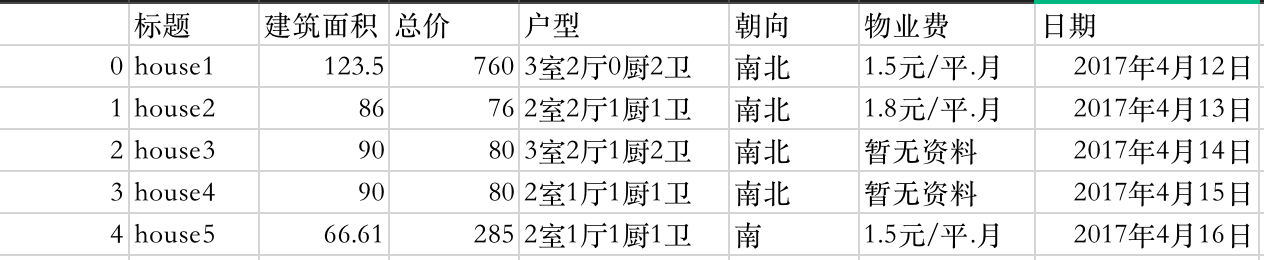 标题 建筑面积 总价 户型 朝向 物业费 日期
0 house1 123.5 760 3室2厅0厨2卫 南北 1.5元/平.月 2017年4月12日
1 house2 86 76 2室2厅1厨1卫 南北 1.8元/平.月 2017年4月13日
2 house3 90 80 3室2厅1厨2卫 南北 暂无资料 2017年4月14日
3 house4 90 80 2室1厅1厨1卫 南北 暂无资料 2017年4月15日
4 house5 66.61 285 2室1厅1厨1卫 南 1.5元/平.月 2017年4月16日